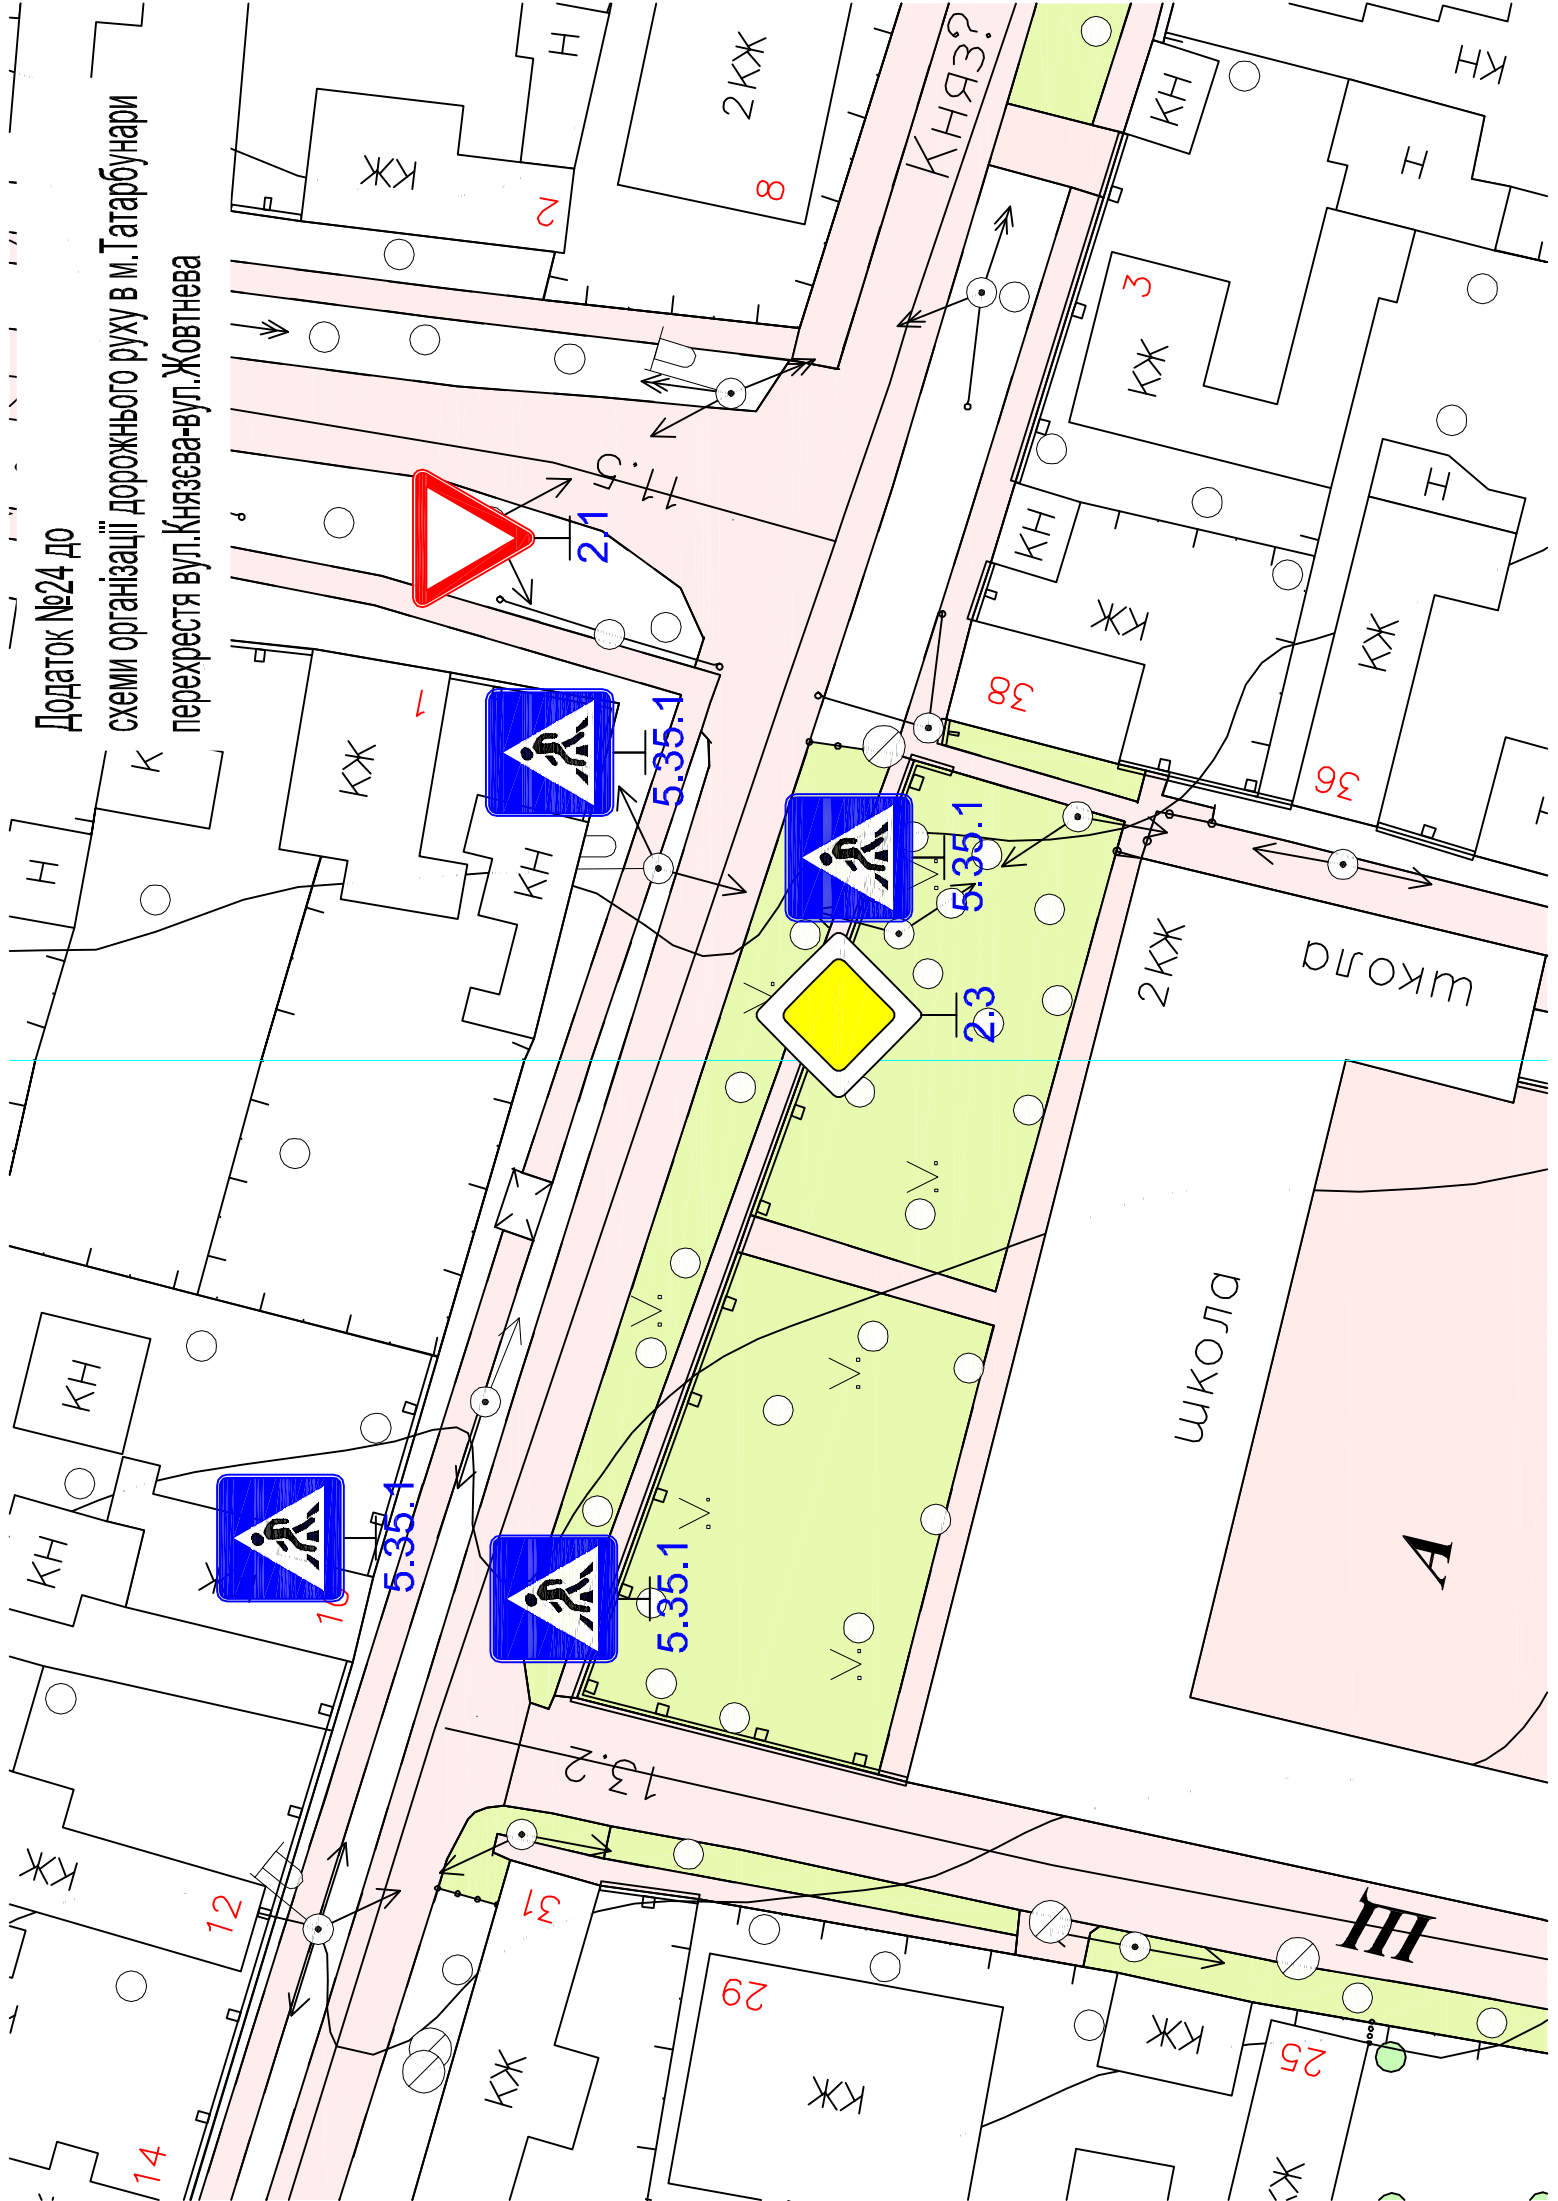 Додаток №24 до
схеми організації дорожнього руху в м.Татарбунари
перехрестя вул.Князєва-вул.Жовтнева
Н
2КЖ
КЖ
2
8
Княз?
КН
КН
Н
3
КЖ
11.5
2.1
1
КЖ
К
Н
КН
5.35.1
5.35.1
2.3
КН
КЖ
38
КЖ
Н
36
2КЖ
школа
школа
А
КН
КН
Ж
10
5.35.1
5.35.1
13.2
КЖ
12
31
14
КЖ
29
КЖ
КЖ
25
Ш